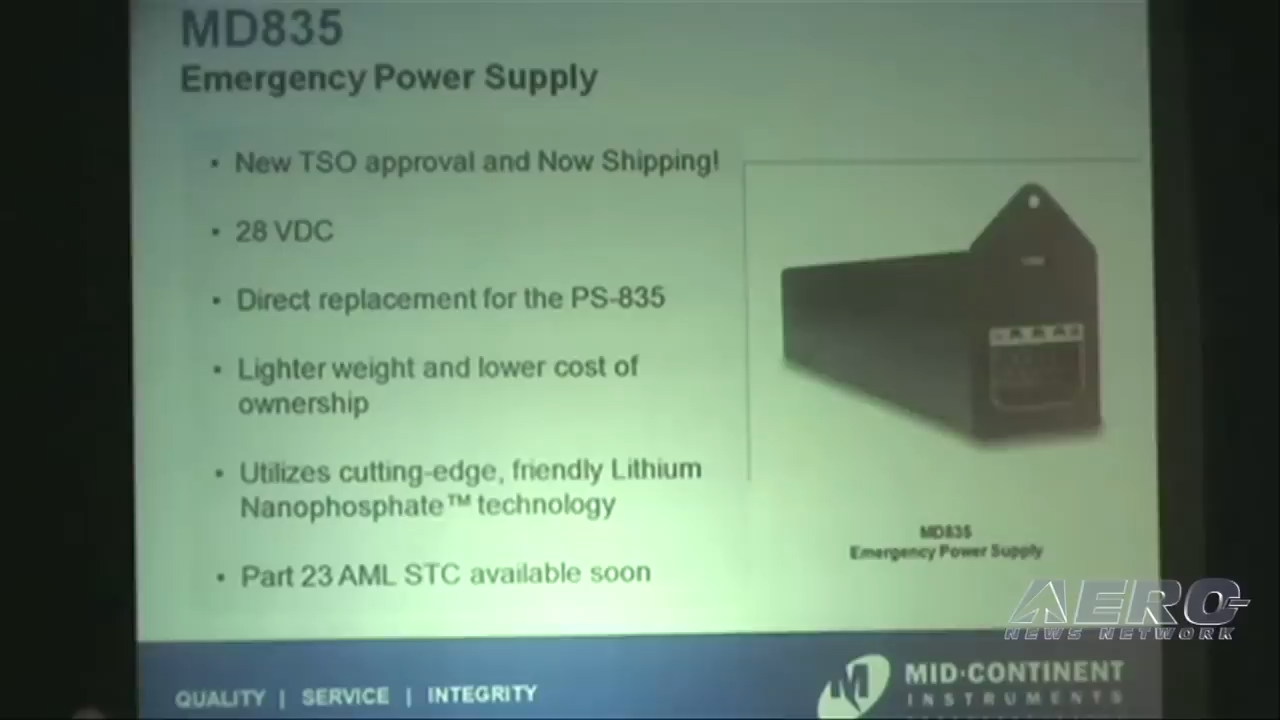 MD835
Emergency Power Supply
• New TSO approval and Now Shipping!
• 28 VDC
• Direct replacement for the PS-835
• Lighter weight and lower cost of
ownership
• Utilizes cutting-edge, friendly Lithium
Nanophosphate™ technology
• Part 23 AML STC available soon
MD835
Emergency Power Supply
AERO-
NEWS NETWORK
QUALITY | SERVICE | INTEGRITY
MID-CONTINENT
INSTRUMENTS